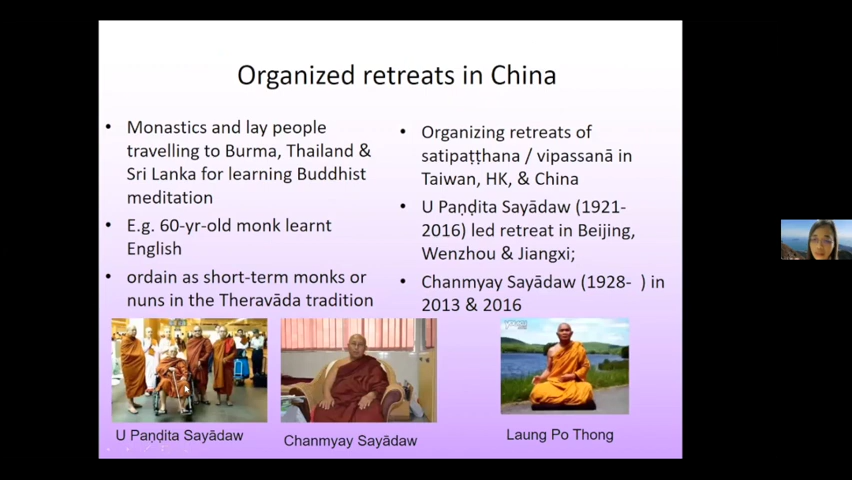 Organized retreats in China
• Monastics and lay people
travelling to Burma, Thailand &
Sri Lanka for learning Buddhist
meditation
• E.g. 60-yr-old monk learnt
English
• ordain as short-term monks or
nuns in the Theravāda tradition
• Organizing retreats of
satipaṭṭhana / vipassanā in
Taiwan, HK, & China
• U Paṇḍita Sayādaw (1921-
2016) led retreat in Beijing,
Wenzhou & Jiangxi;
• Chanmyay Sayādaw (1928- ) in
2013 & 2016
U Paṇḍita Sayādaw
Chanmyay Sayādaw
Laung Po Thong